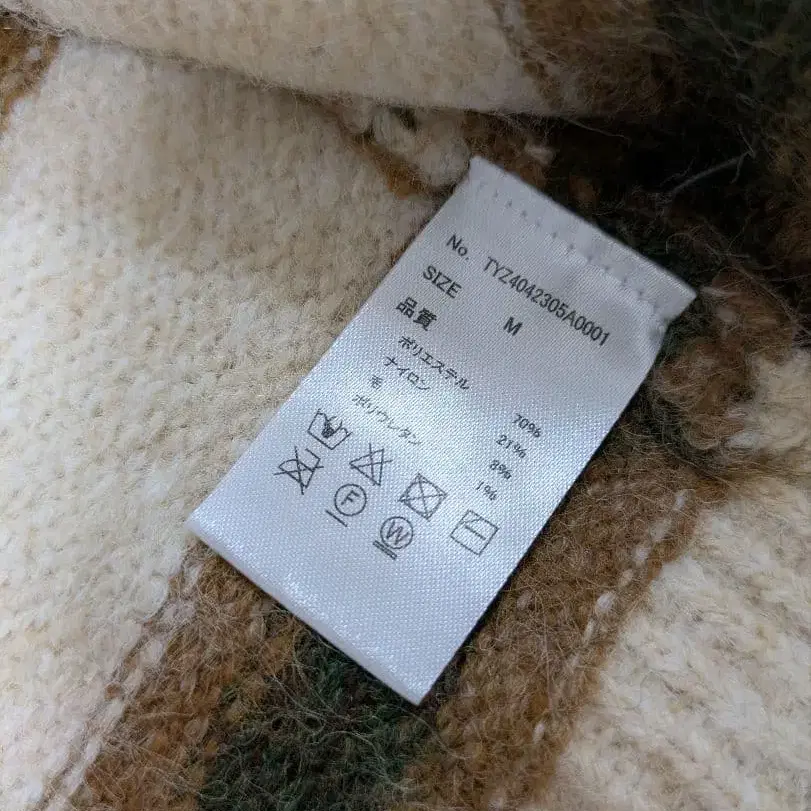 No. TYZ4042305A0001
SIZE M
品質
ポリエステル 70%
ナイロン 21%
毛 8%
ポリウレタン 1%
F
W